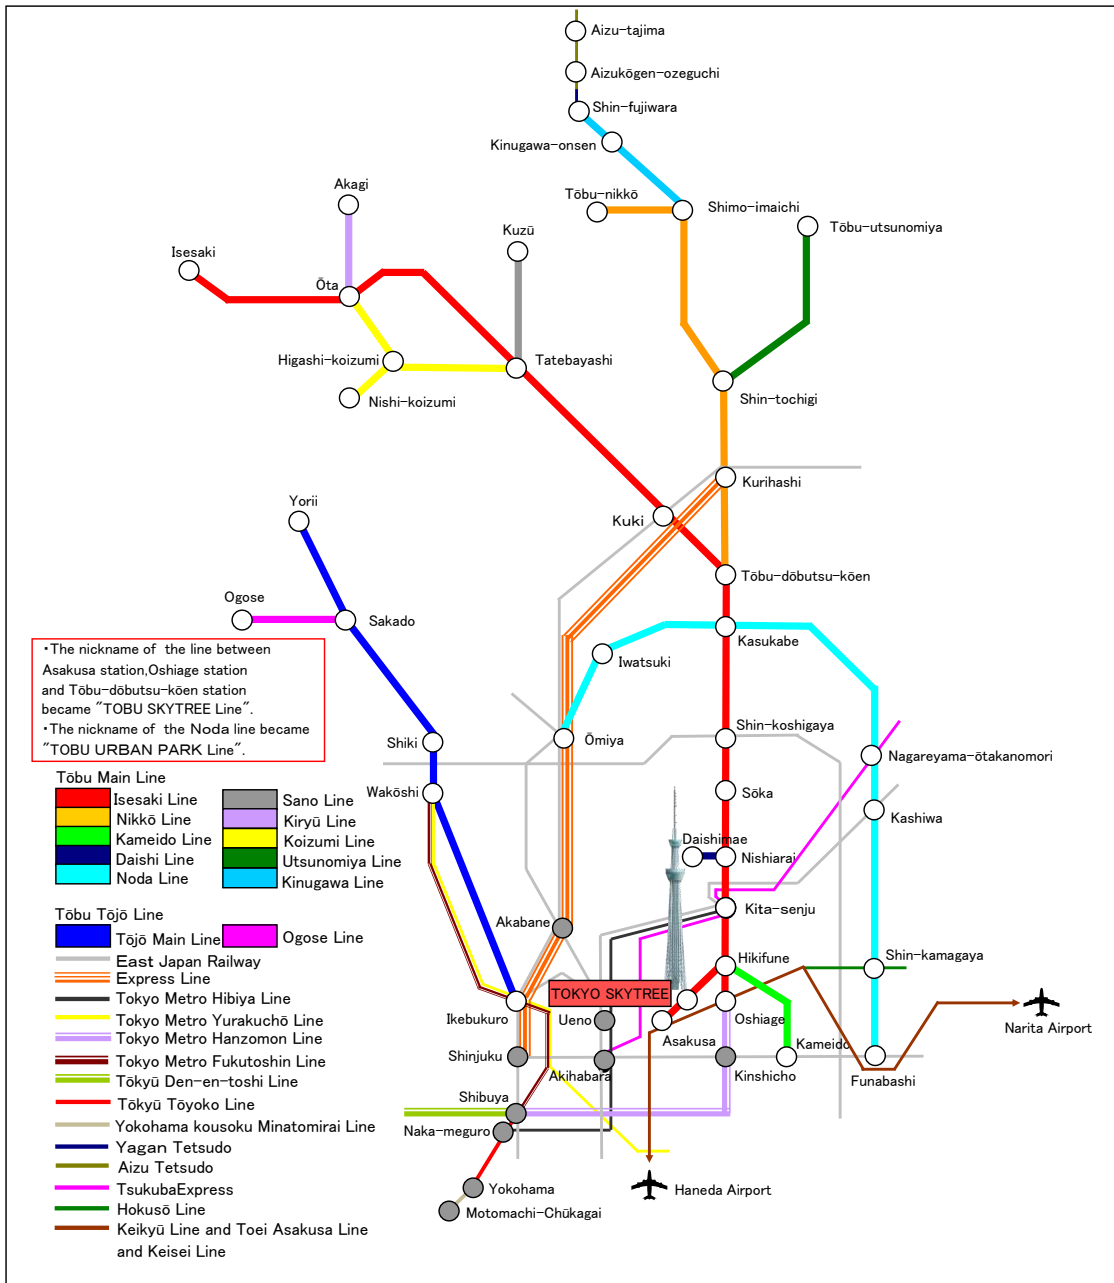 Aizu-tajima
Aizukōgen-ozeguchi
Shin-fujiwara
Kinugawa-onsen
Akagi
Tōbu-nikkō
Shimo-imaichi
Kuzū
Tōbu-utsunomiya
Isesaki
Ōta
Higashi-koizumi
Tatebayashi
Nishi-koizumi
Shin-tochigi
Kurihashi
Yorii
Kuki
Tōbu-dōbutsu-kōen
Ogose
Sakado
Kasukabe
Iwatsuki
・The nickname of the line between
Asakusa station,Oshiage station
and Tōbu-dōbutsu-kōen station
became "TOBU SKYTREE Line".
・The nickname of the Noda line became
"TOBU URBAN PARK Line".
Shin-koshigaya
Shiki
Ōmiya
Nagareyama-ōtakanomori
Wakōshi
Sōka
Kashiwa
Daishimae
Nishiarai
Kita-senju
Akabane
Hikifune
Shin-kamagaya
TOKYO SKYTREE
Ikebukuro
Ueno
Oshiage
Asakusa
Narita Airport
Kameido
Shinjuku
Akihabara
Kinshicho
Funabashi
Shibuya
Naka-meguro
Yokohama
Haneda Airport
Motomachi-Chūkagai
Tōbu Main Line
Isesaki Line
Nikkō Line
Kameido Line
Daishi Line
Noda Line
Sano Line
Kiryū Line
Koizumi Line
Utsunomiya Line
Kinugawa Line
Tōbu Tōjō Line
Tōjō Main Line
Ogose Line
East Japan Railway
Express Line
Tokyo Metro Hibiya Line
Tokyo Metro Yurakuchō Line
Tokyo Metro Hanzomon Line
Tokyo Metro Fukutoshin Line
Tōkyū Den-en-toshi Line
Tōkyū Tōyoko Line
Yokohama kousoku Minatomirai Line
Yagan Tetsudo
Aizu Tetsudo
TsukubaExpress
Hokusō Line
Keikyū Line and Toei Asakusa Line
and Keisei Line